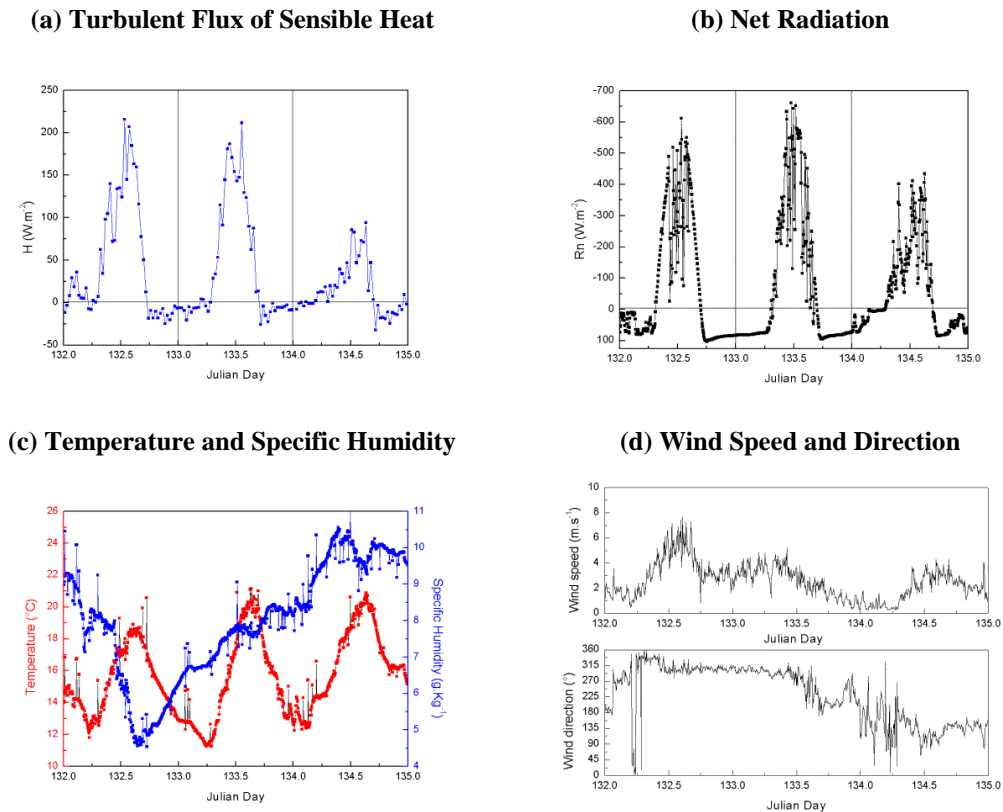 (a) Turbulent Flux of Sensible Heat
250
200
150
100
50
0
-50
H (W.m⁻²)
132.0 132.5 133.0 133.5 134.0 134.5 135.0
Julian Day
(b) Net Radiation
-700
-600
-500
-400
-300
-200
-100
0
100
Rn (W.m⁻²)
132.0 132.5 133.0 133.5 134.0 134.5 135.0
Julian Day
(c) Temperature and Specific Humidity
26
24
22
20
18
16
14
12
10
Temperature (°C)
11
10
9
8
7
6
5
4
Specific Humidity (g.Kg⁻¹)
132.0 132.5 133.0 133.5 134.0 134.5 135.0
Julian Day
(d) Wind Speed and Direction
10
8
6
4
2
0
Wind speed (m.s⁻¹)
132.0 132.5 133.0 133.5 134.0 134.5 135.0
Julian Day
360
315
270
225
180
135
90
45
0
Wind direction (°)
132.0 132.5 133.0 133.5 134.0 134.5 135.0
Julian Day